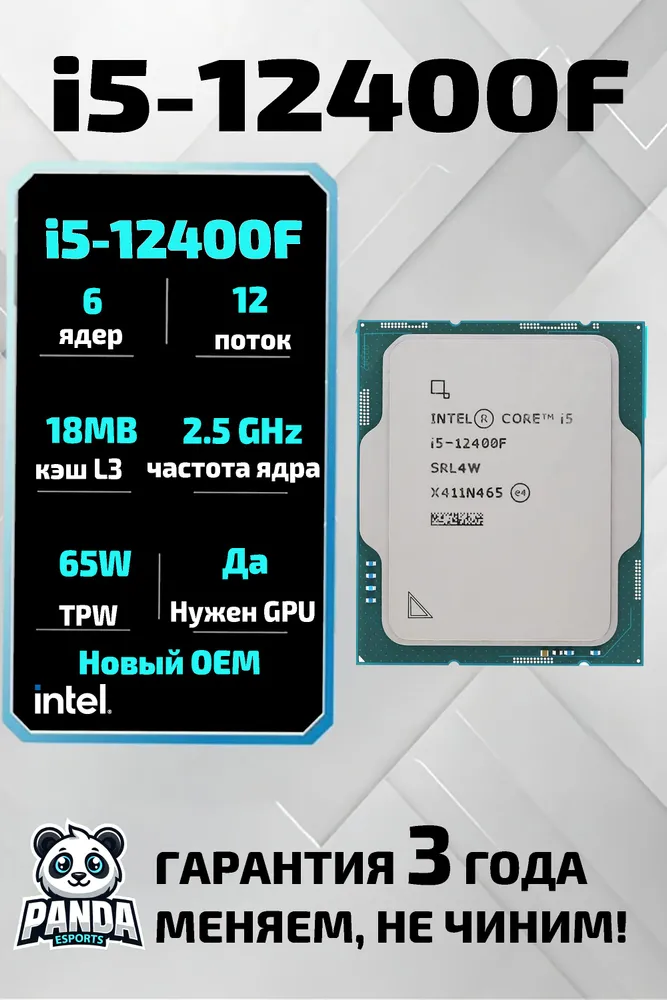 i5-12400F
i5-12400F
6 12
ядер поток
18MB 2.5 GHz
кэш L3 частота ядра
65W Да
TPW Нужен GPU
Новый OEM
intel.
INTEL® CORE™ i5
i5-12400F
SRL4W
X411N465 e4
PANDA
ESPORTS
ГАРАНТИЯ 3 ГОДА
МЕНЯЕМ, НЕ ЧИНИМ!